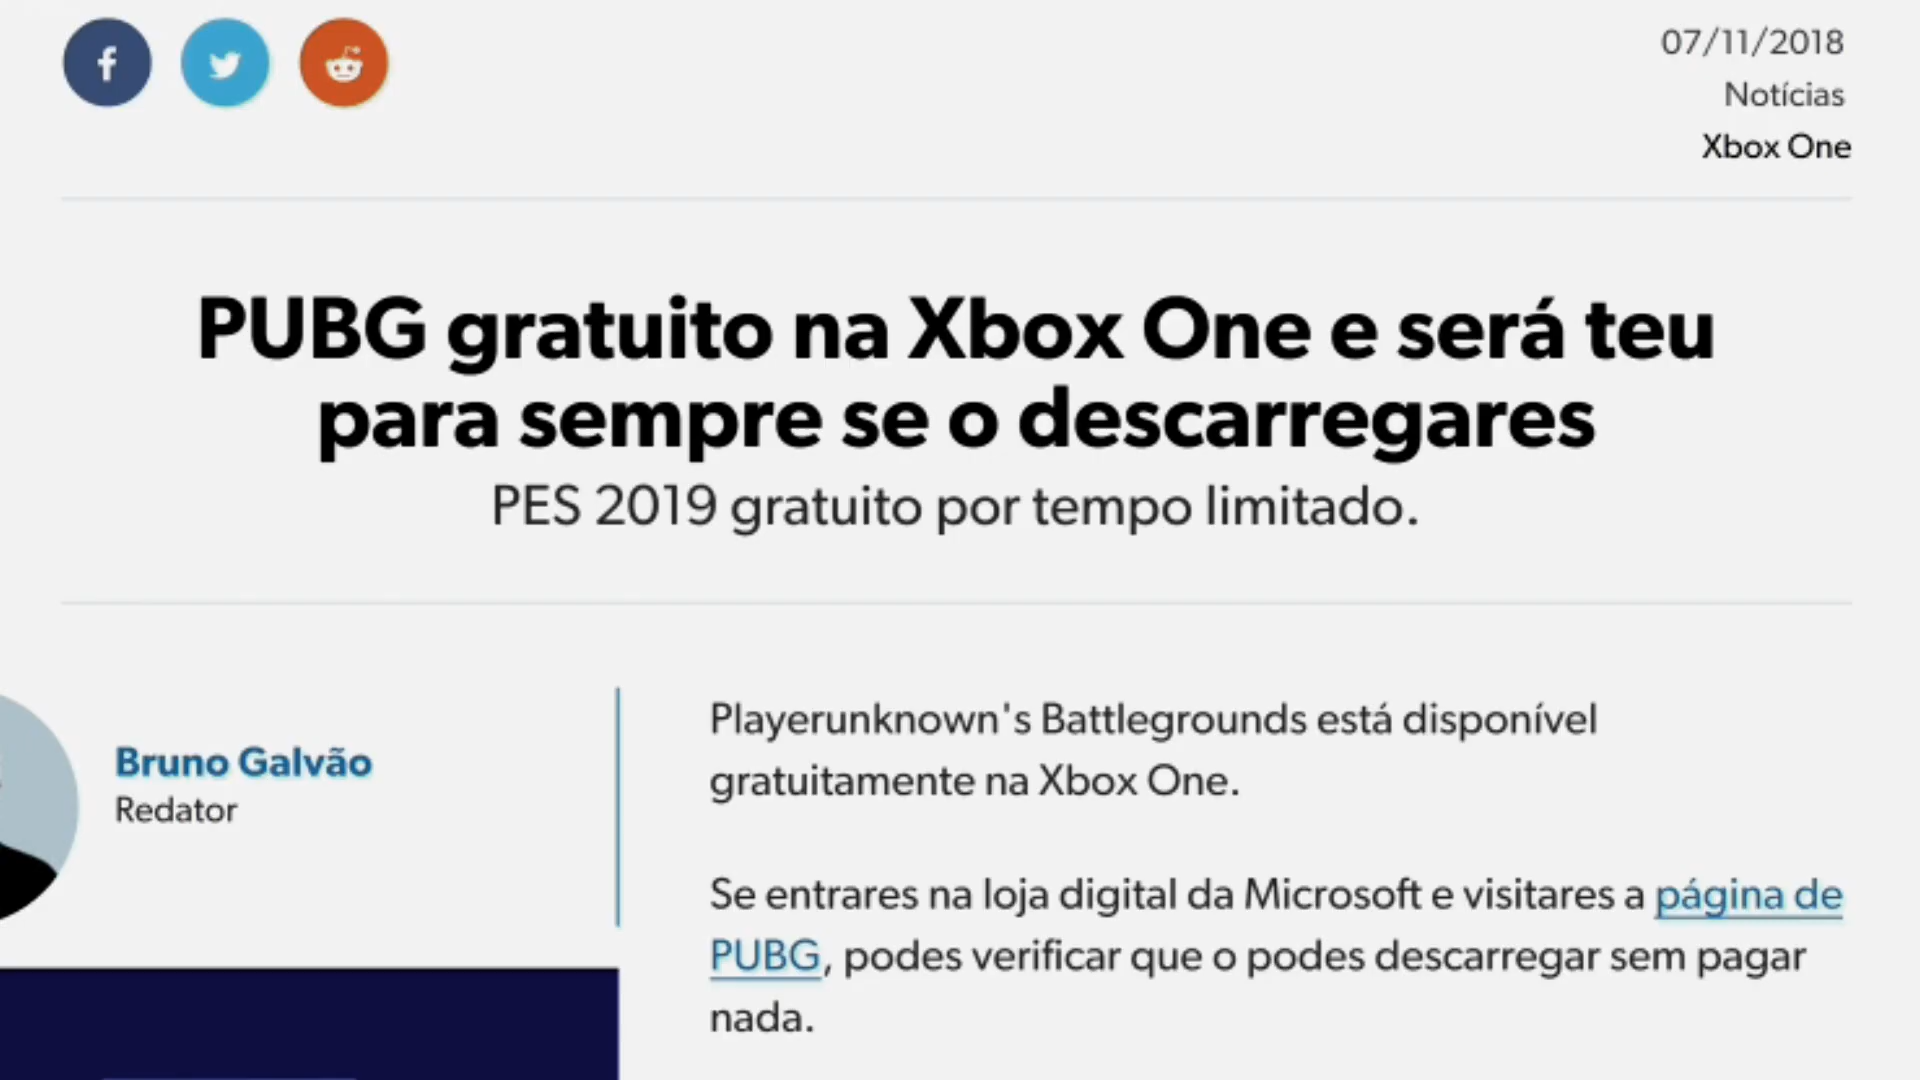 07/11/2018
Notícias
Xbox One
PUBG gratuito na Xbox One e será teu
para sempre se o descarregares
PES 2019 gratuito por tempo limitado.
Bruno Galvão
Redator
Playerunknown's Battlegrounds está disponível
gratuitamente na Xbox One.
Se entrares na loja digital da Microsoft e visitares a página de
PUBG, podes verificar que o podes descarregar sem pagar
nada.